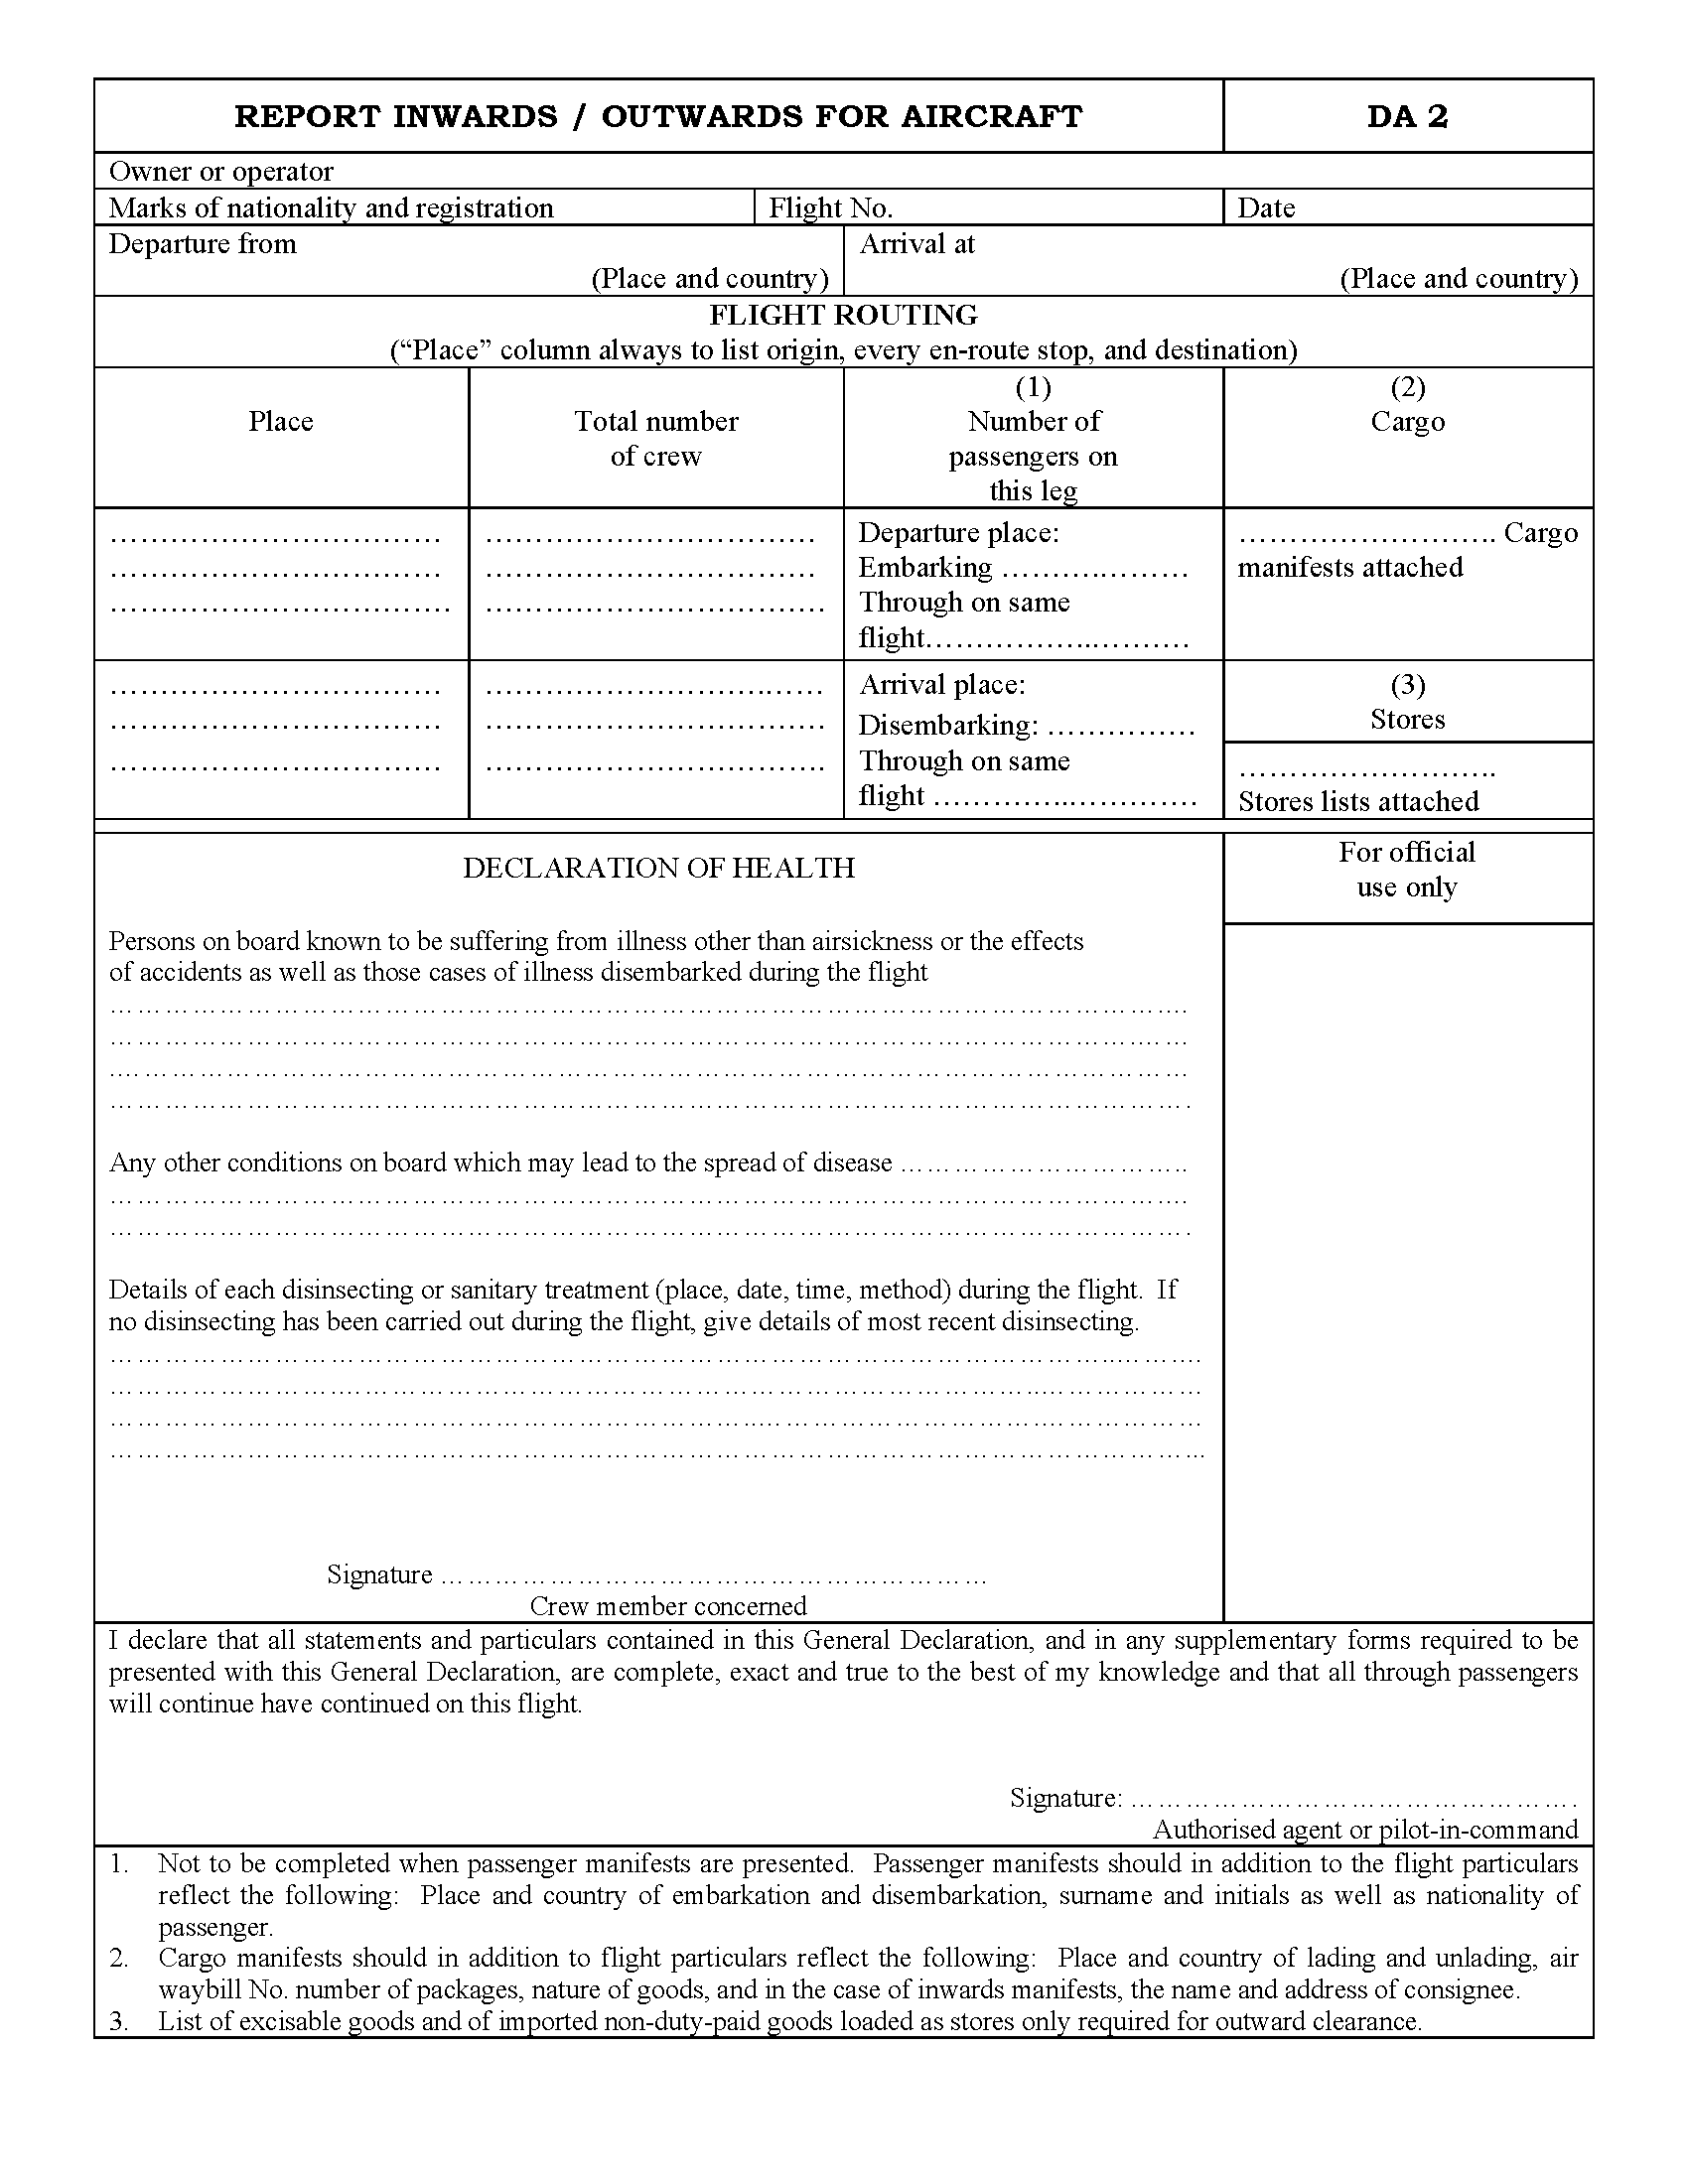 REPORT INWARDS / OUTWARDS FOR AIRCRAFT
DA 2
Owner or operator
Marks of nationality and registration
Flight No.
Date
Departure from
(Place and country)
Arrival at
(Place and country)
FLIGHT ROUTING
(“Place” column always to list origin, every en-route stop, and destination)
Place
Total number
of crew
(1)
Number of
passengers on
this leg
(2)
Cargo
Departure place:
Embarking ………..………
Through on same
flight……………..………
…………………….. Cargo
manifests attached
Arrival place:
Disembarking: ……………
Through on same
flight …………..…………
(3)
Stores
……………………..
Stores lists attached
DECLARATION OF HEALTH
For official
use only
Persons on board known to be suffering from illness other than airsickness or the effects
of accidents as well as those cases of illness disembarked during the flight
Any other conditions on board which may lead to the spread of disease …………………………..
Details of each disinsecting or sanitary treatment (place, date, time, method) during the flight.  If
no disinsecting has been carried out during the flight, give details of most recent disinsecting.
Signature ……………………………………………………
Crew member concerned
I declare that all statements and particulars contained in this General Declaration, and in any supplementary forms required to be
presented with this General Declaration, are complete, exact and true to the best of my knowledge and that all through passengers
will continue have continued on this flight.
Signature: ………………………………………….
Authorised agent or pilot-in-command
1. Not to be completed when passenger manifests are presented.  Passenger manifests should in addition to the flight particulars
reflect the following:  Place and country of embarkation and disembarkation, surname and initials as well as nationality of
passenger.
2. Cargo manifests should in addition to flight particulars reflect the following:  Place and country of lading and unlading, air
waybill No. number of packages, nature of goods, and in the case of inwards manifests, the name and address of consignee.
3. List of excisable goods and of imported non-duty-paid goods loaded as stores only required for outward clearance.